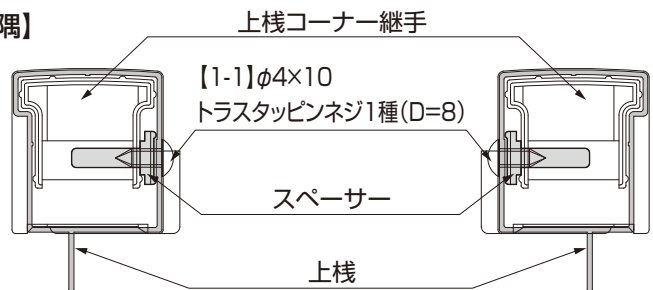 隅】
上桟コーナー継手
【1-1】φ4×10
トラスタッピンネジ1種(D=8)
スペーサー
上桟